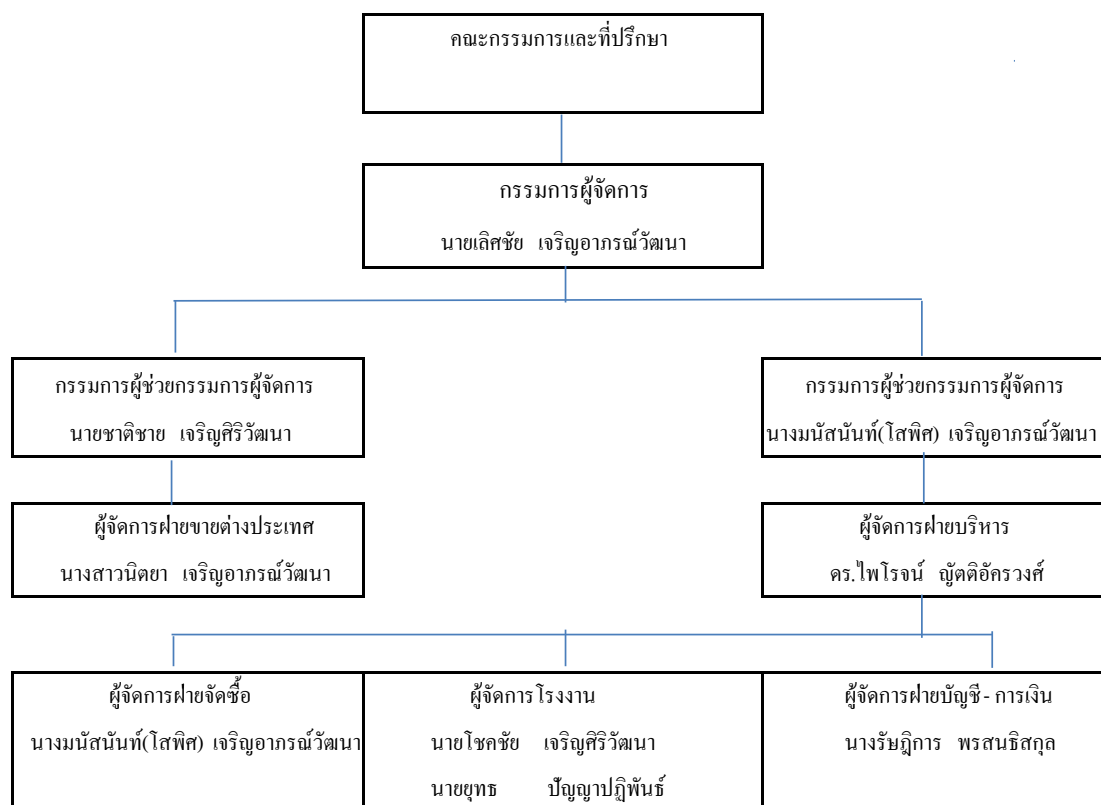 คณะกรรมการและที่ปรึกษา
กรรมการผู้จัดการ
นายเลิศชัย เจริญอาภรณ์วัฒนา
กรรมการผู้ช่วยกรรมการผู้จัดการ
นายชาติชาย เจริญศิริวัฒนา
กรรมการผู้ช่วยกรรมการผู้จัดการ
นางมนัสนันท์(โสพิศ) เจริญอาภรณ์วัฒนา
ผู้จัดการฝ่ายขายต่างประเทศ
นางสาวนิตยา เจริญอาภรณ์วัฒนา
ผู้จัดการฝ่ายบริหาร
ดร.ไพโรจน์ ญัตติอัครวงศ์
ผู้จัดการฝ่ายจัดซื้อ
นางมนัสนันท์(โสพิศ) เจริญอาภรณ์วัฒนา
ผู้จัดการโรงงาน
นายโชคชัย เจริญศิริวัฒนา
นายยุทธ ปัญญาปฏิพันธ์
ผู้จัดการฝ่ายบัญชี - การเงิน
นางรัษฎิการ พรสนธิสกุล